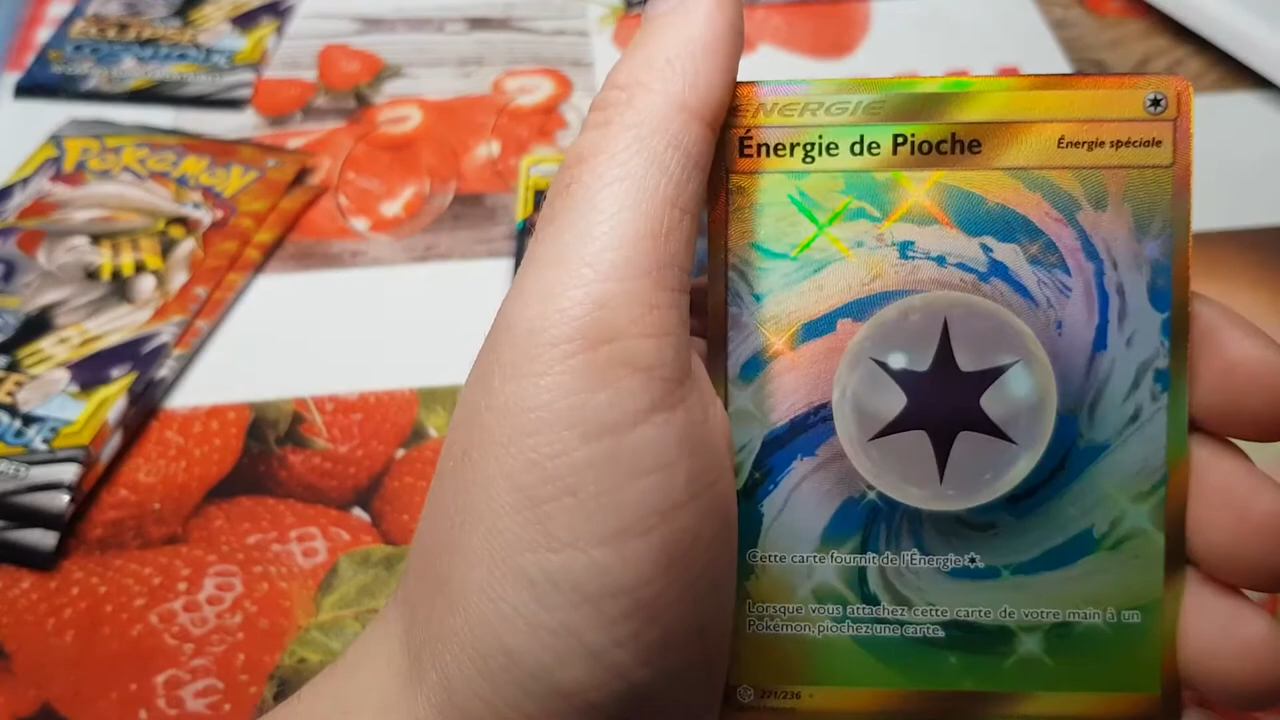 POKÉMON
ÉNERGIE
Énergie de Pioche
Énergie spéciale
Cette carte fournit de l'Énergie
Lorsque vous attachez cette carte de votre main à un
Pokémon, piochez une carte.
271/236